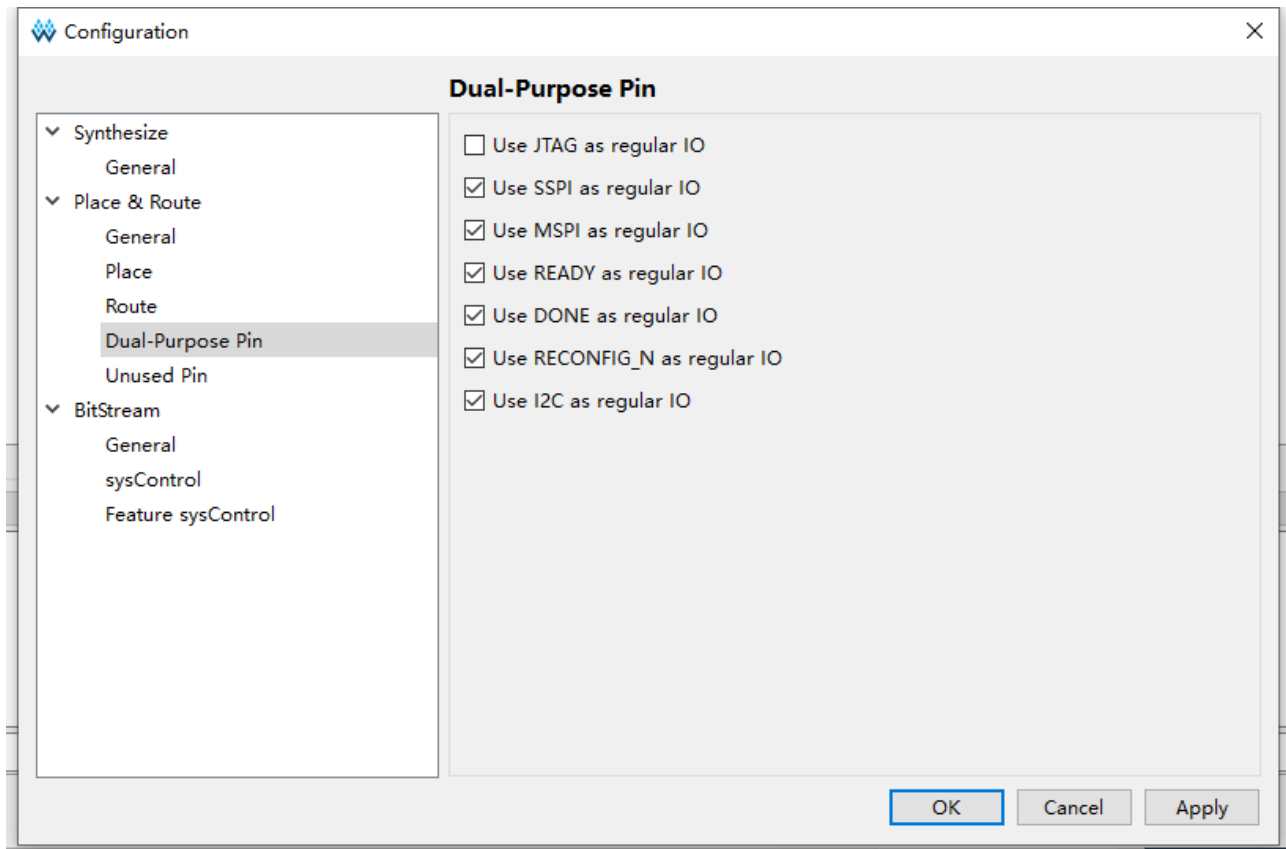 Configuration
Dual-Purpose Pin
Synthesize
General
Place & Route
General
Place
Route
Dual-Purpose Pin
Unused Pin
BitStream
General
sysControl
Feature sysControl
Use JTAG as regular IO
Use SSPI as regular IO
Use MSPI as regular IO
Use READY as regular IO
Use DONE as regular IO
Use RECONFIG_N as regular IO
Use I2C as regular IO
OK
Cancel
Apply